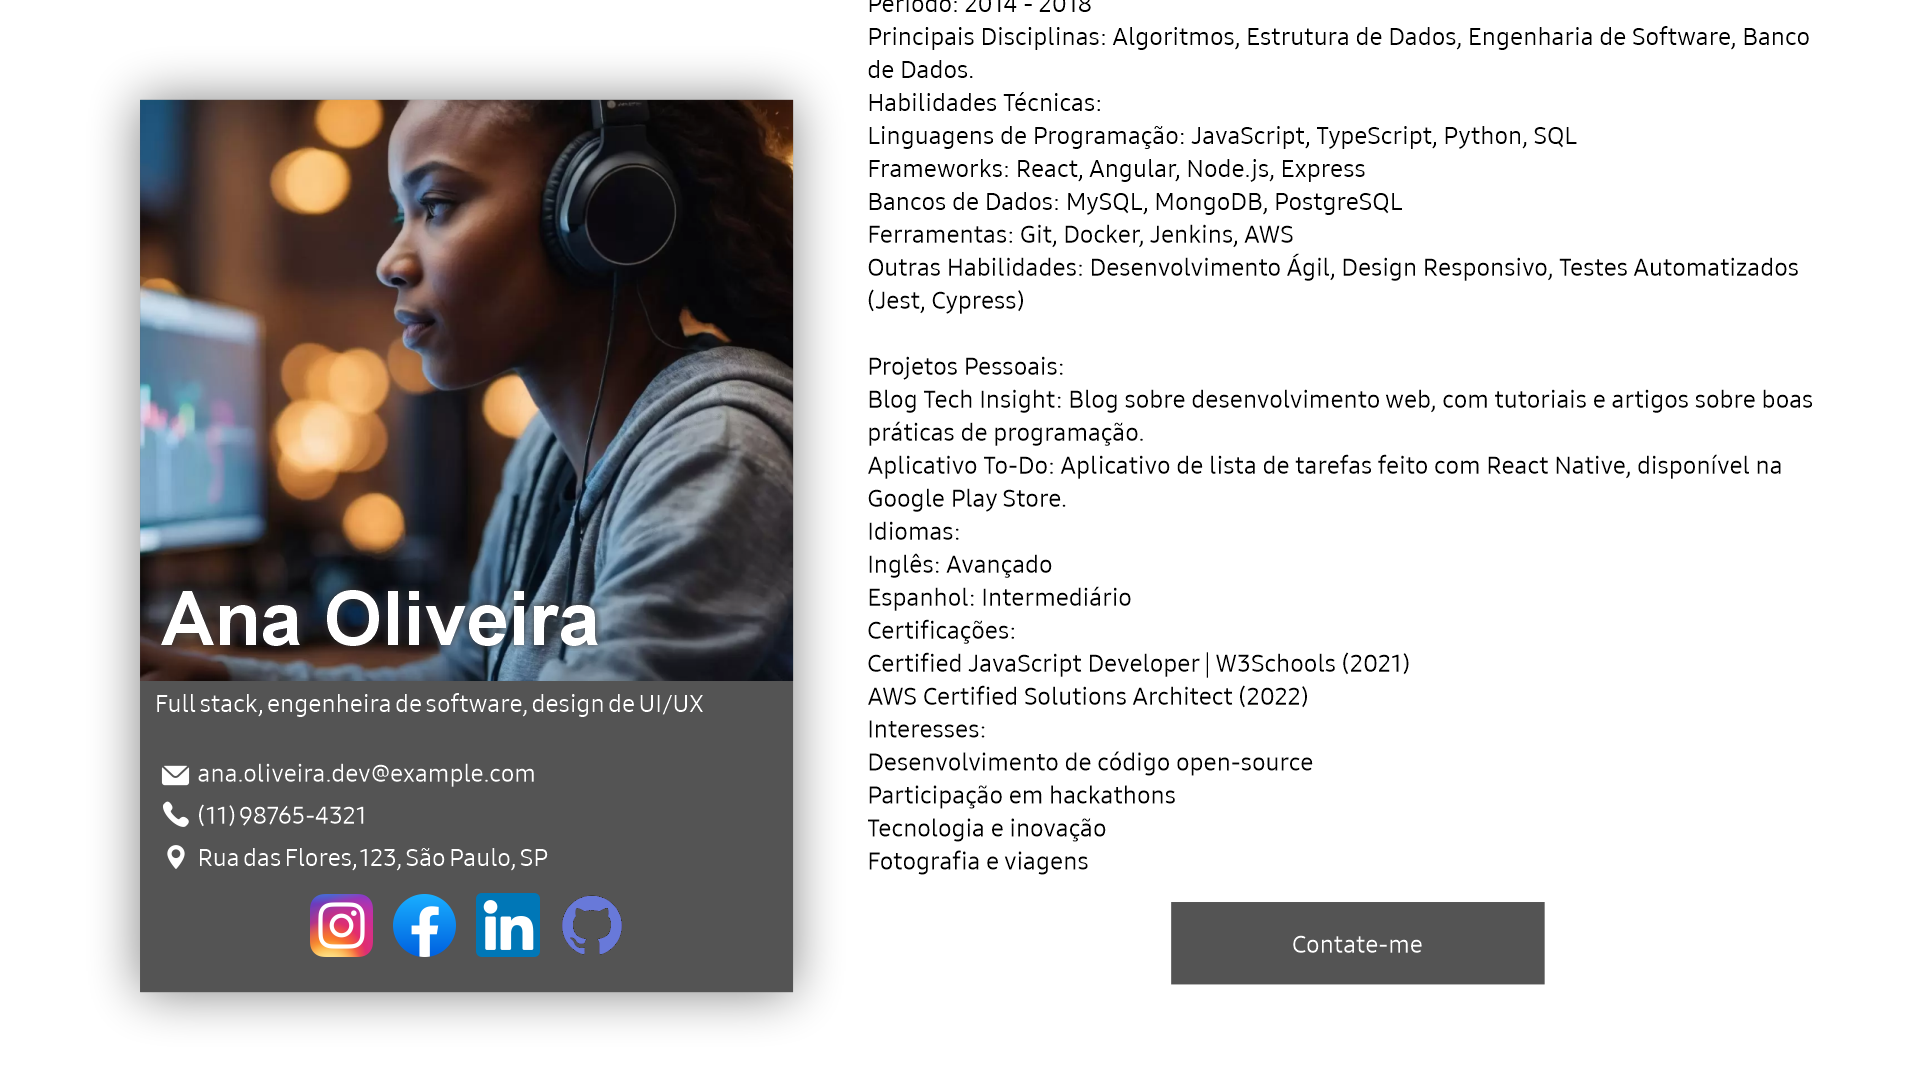 Ana Oliveira
Full stack, engenheira de software, design de UI/UX
ana.oliveira.dev@example.com
(11) 98765-4321
Rua das Flores, 123, São Paulo, SP
Período: 2014 - 2018
Principais Disciplinas: Algoritmos, Estrutura de Dados, Engenharia de Software, Banco
de Dados.
Habilidades Técnicas:
Linguagens de Programação: JavaScript, TypeScript, Python, SQL
Frameworks: React, Angular, Node.js, Express
Bancos de Dados: MySQL, MongoDB, PostgreSQL
Ferramentas: Git, Docker, Jenkins, AWS
Outras Habilidades: Desenvolvimento Ágil, Design Responsivo, Testes Automatizados
(Jest, Cypress)
Projetos Pessoais:
Blog Tech Insight: Blog sobre desenvolvimento web, com tutoriais e artigos sobre boas
práticas de programação.
Aplicativo To-Do: Aplicativo de lista de tarefas feito com React Native, disponível na
Google Play Store.
Idiomas:
Inglês: Avançado
Espanhol: Intermediário
Certificações:
Certified JavaScript Developer | W3Schools (2021)
AWS Certified Solutions Architect (2022)
Interesses:
Desenvolvimento de código open-source
Participação em hackathons
Tecnologia e inovação
Fotografia e viagens
Contate-me